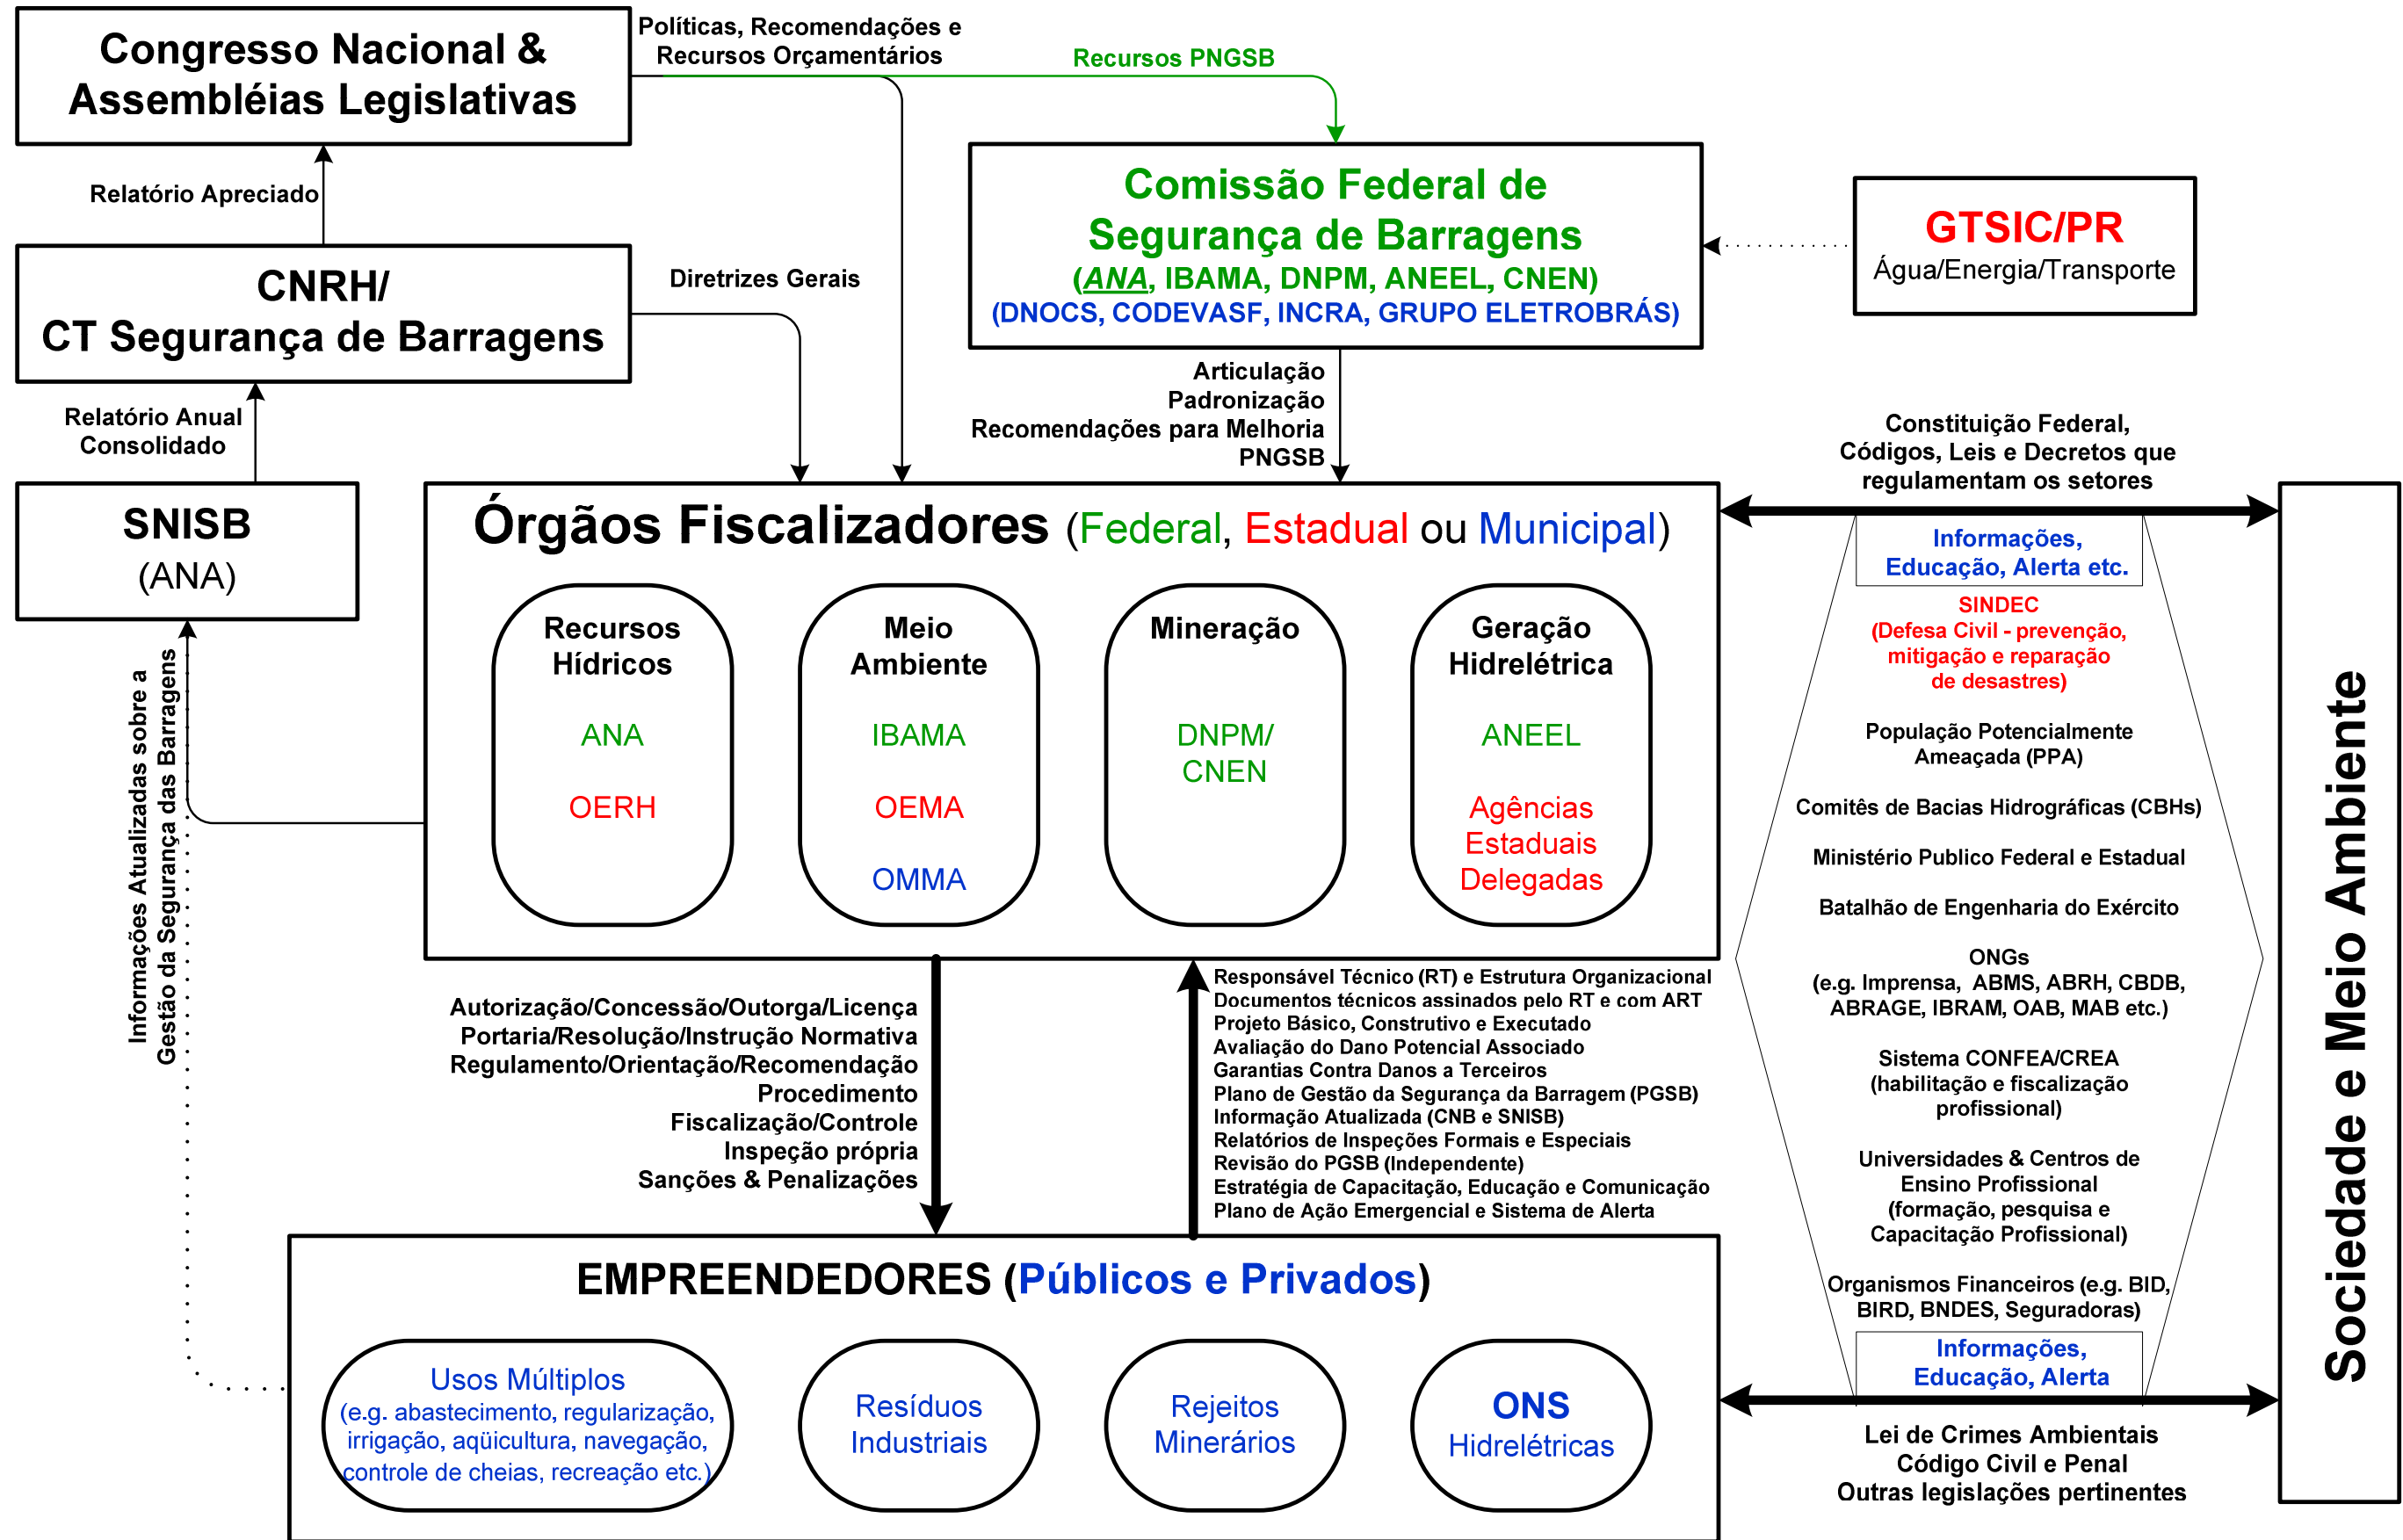 Congresso Nacional &
Assembléias Legislativas
Políticas, Recomendações e
Recursos Orçamentários
Recursos PNGSB
Relatório Apreciado
Comissão Federal de
Segurança de Barragens
(ANA, IBAMA, DNPM, ANEEL, CNEN)
(DNOCS, CODEVASF, INCRA, GRUPO ELETROBRÁS)
GTSIC/PR
Água/Energia/Transporte
CNRH/
CT Segurança de Barragens
Diretrizes Gerais
Relatório Anual
Consolidado
Articulação
Padronização
Recomendações para Melhoria
PNGSB
SNISB
(ANA)
Informações Atualizadas sobre a
Gestão da Segurança das Barragens
Órgãos Fiscalizadores (Federal, Estadual ou Municipal)
Recursos
Hídricos
ANA
OERH
Meio
Ambiente
IBAMA
OEMA
OMMA
Mineração
DNPM/
CNEN
Geração
Hidrelétrica
ANEEL
Agências
Estaduais
Delegadas
Autorização/Concessão/Outorga/Licença
Portaria/Resolução/Instrução Normativa
Regulamento/Orientação/Recomendação
Procedimento
Fiscalização/Controle
Inspeção própria
Sanções & Penalizações
Responsável Técnico (RT) e Estrutura Organizacional
Documentos técnicos assinados pelo RT e com ART
Projeto Básico, Construtivo e Executado
Avaliação do Dano Potencial Associado
Garantias Contra Danos a Terceiros
Plano de Gestão da Segurança da Barragem (PGSB)
Informação Atualizada (CNB e SNISB)
Relatórios de Inspeções Formais e Especiais
Revisão do PGSB (Independente)
Estratégia de Capacitação, Educação e Comunicação
Plano de Ação Emergencial e Sistema de Alerta
EMPREENDEDORES (Públicos e Privados)
Usos Múltiplos
(e.g. abastecimento, regularização,
irrigação, aqüicultura, navegação,
controle de cheias, recreação etc.)
Resíduos
Industriais
Rejeitos
Minerários
ONS
Hidrelétricas
Constituição Federal,
Códigos, Leis e Decretos que
regulamentam os setores
Informações,
Educação, Alerta etc.
SINDEC
(Defesa Civil - prevenção,
mitigação e reparação
de desastres)
População Potencialmente
Ameaçada (PPA)
Comitês de Bacias Hidrográficas (CBHs)
Ministério Publico Federal e Estadual
Batalhão de Engenharia do Exército
ONGs
(e.g. Imprensa, ABMS, ABRH, CBDB,
ABRAGE, IBRAM, OAB, MAB etc.)
Sistema CONFEA/CREA
(habilitação e fiscalização
profissional)
Universidades & Centros de
Ensino Profissional
(formação, pesquisa e
Capacitação Profissional)
Organismos Financeiros (e.g. BID,
BIRD, BNDES, Seguradoras)
Informações,
Educação, Alerta
Lei de Crimes Ambientais
Código Civil e Penal
Outras legislações pertinentes
Sociedade e Meio Ambiente